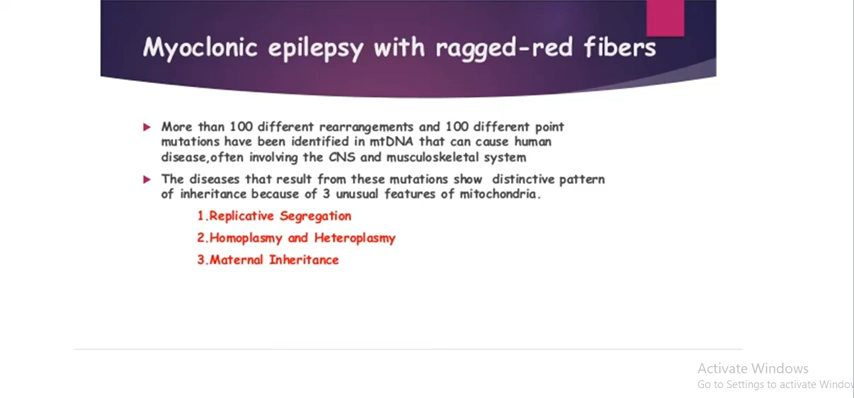 Myoclonic epilepsy with ragged-red fibers
More than 100 different rearrangements and 100 different point
mutations have been identified in mtDNA that can cause human
disease,often involving the CNS and musculoskeletal system
The diseases that result from these mutations show distinctive pattern
of inheritance because of 3 unusual features of mitochondria.
1.Replicative Segregation
2.Homoplasmy and Heteroplasmy
3.Maternal Inheritance
Activate Windows
Go to Settings to activate Window